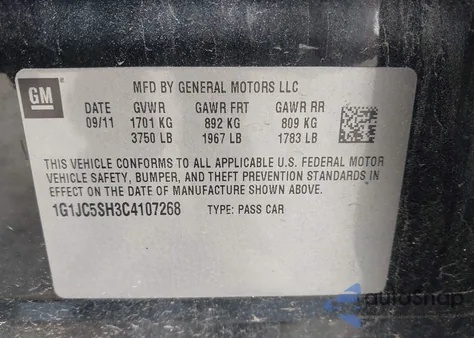 GM
MFD BY GENERAL MOTORS LLC
DATE GVWR GAWR FRT GAWR RR
09/11 1701 KG 892 KG 809 KG
3750 LB 1967 LB 1783 LB
THIS VEHICLE CONFORMS TO ALL APPLICABLE U.S. FEDERAL MOTOR
VEHICLE SAFETY, BUMPER, AND THEFT PREVENTION STANDARDS IN
EFFECT ON THE DATE OF MANUFACTURE SHOWN ABOVE.
1G1JC5SH3C4107268 TYPE: PASS CAR
AutoSnap